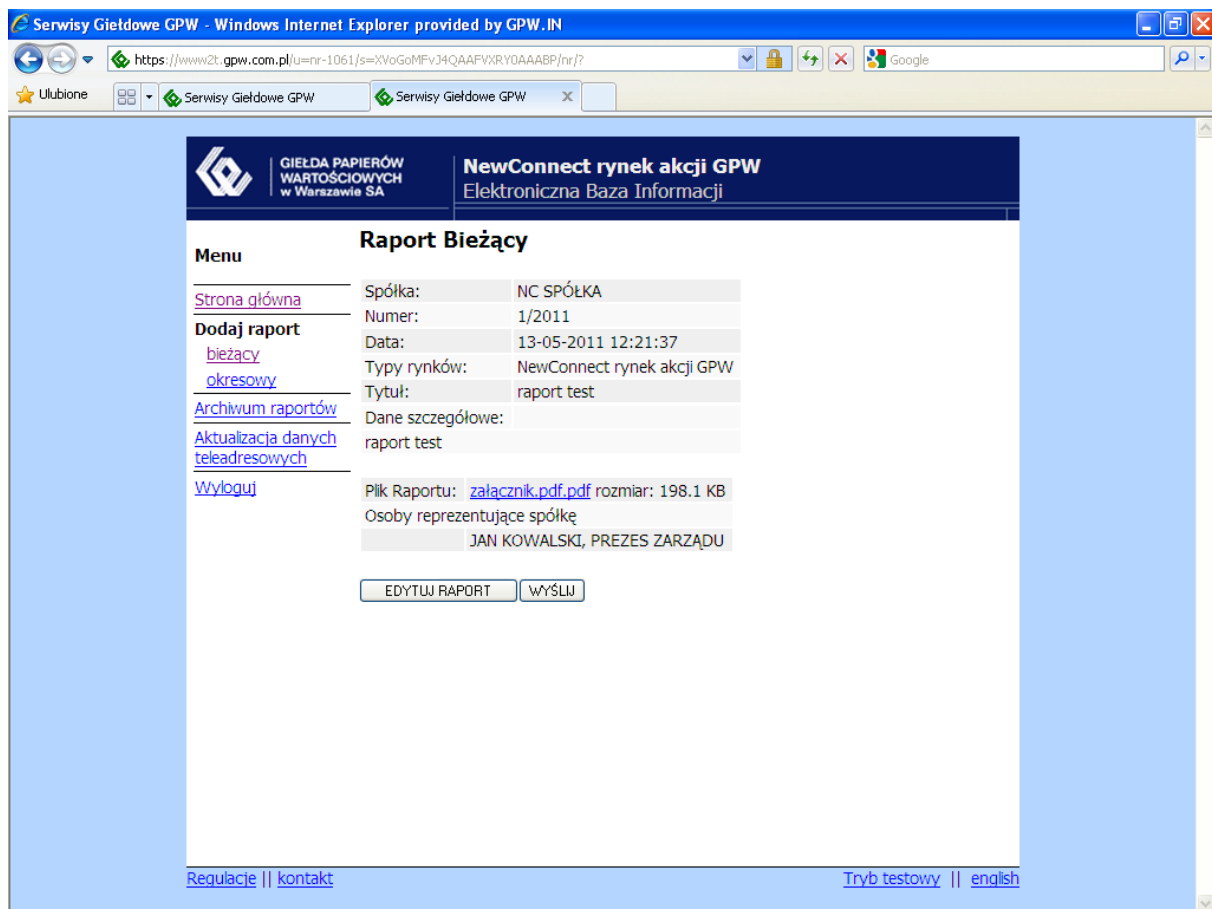 Serwisy Giełdowe GPW - Windows Internet Explorer provided by GPW.IN
https://www2t.gpw.com.pl/u=nr-1061/s=XVoGoMFvJ4QAAFVXRY0AAABP/nr/?
Google
Ulubione
Serwisy Giełdowe GPW
Serwisy Giełdowe GPW
GIEŁDA PAPIERÓW
WARTOŚCIOWYCH
w Warszawie SA
NewConnect rynek akcji GPW
Elektroniczna Baza Informacji
Menu
Strona główna
Dodaj raport
bieżący
okresowy
Archiwum raportów
Aktualizacja danych
teleadresowych
Wyloguj
Raport Bieżący
Spółka: NC SPÓŁKA
Numer: 1/2011
Data: 13-05-2011 12:21:37
Typy rynków: NewConnect rynek akcji GPW
Tytuł: raport test
Dane szczegółowe:
raport test
Plik Raportu: załącznik.pdf.pdf rozmiar: 198.1 KB
Osoby reprezentujące spółkę
JAN KOWALSKI, PREZES ZARZĄDU
EDYTUJ RAPORT WYŚLIJ
Regulacje || kontakt
Tryb testowy || english